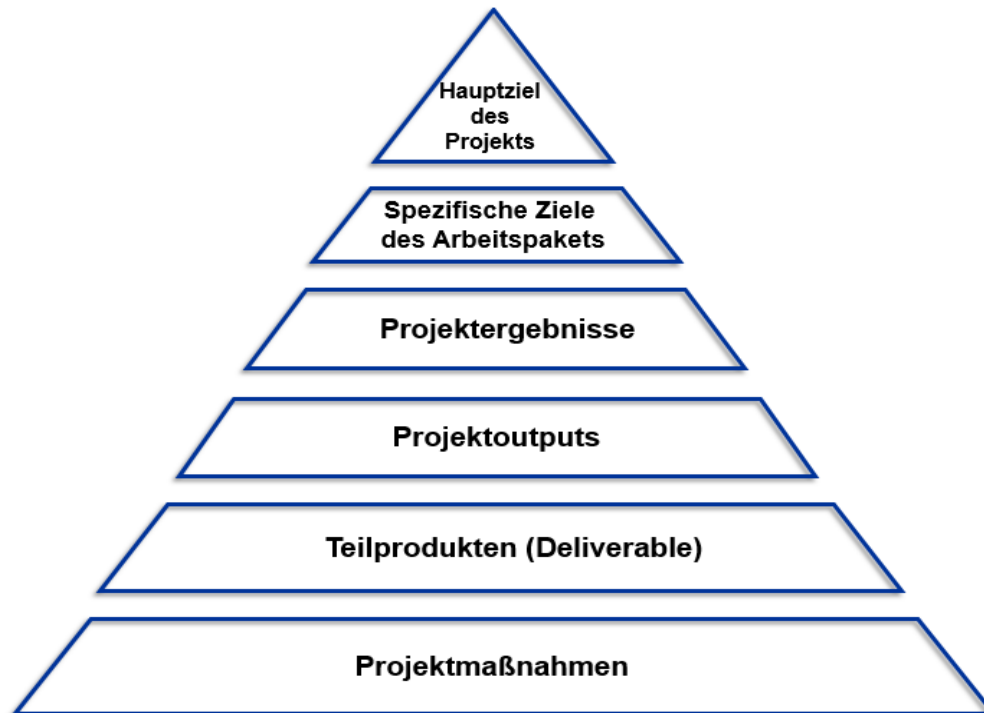 Hauptziel
des
Projekts
Spezifische Ziele
des Arbeitspakets
Projektergebnisse
Projektoutputs
Teilprodukten (Deliverable)
Projektmaßnahmen